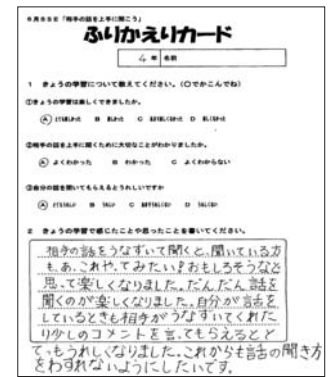 6月8日「相手の話を上手に聞こう」
ふりかえりカード
4年 名前
1 きょうの学習について教えてください。(○でかこんでね)
①きょうの学習は楽しくできましたか。
A とても楽しかった B 楽しかった C あまり楽しくなかった D 楽しくなかった
②相手の話を上手に聞くために大切なことがわかりましたか。
A よくわかった B わかった C よくわからない
③自分の話を聞いてもらえるとうれしいですか
A とてもうれしい B うれしい C あまりうれしくない D うれしくない
2 きょうの学習で感じたことや思ったことを書いてください。
相手の話をうなずいて聞くと、聞いている方
も、あ、これやってみたい!おもしろそうなど
思って楽しくなりました。だんだん話を
聞くのが楽しくなりました。自分が話を
しているときも相手がうなずいてくれた
り少しのコメントを言ってもらえるとと
てっもうれしくなりました。これからも話の聞き方
をわすれないようにしたいです。